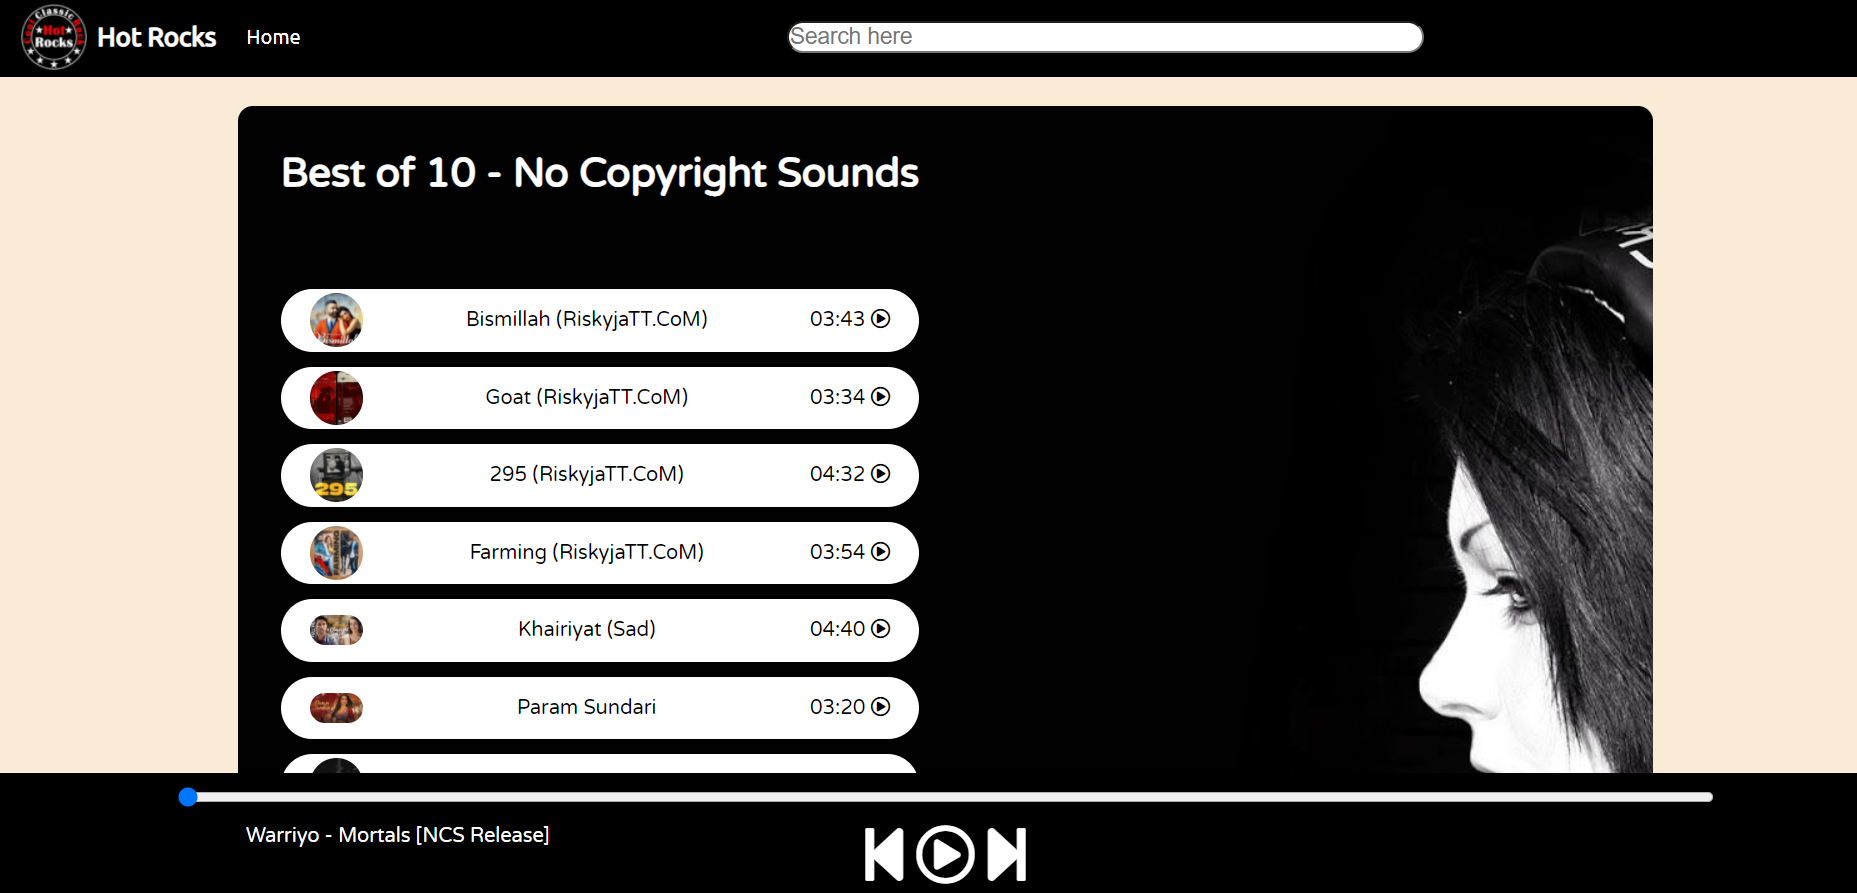 Cool Classic Rock
Hot
Rocks
Hot Rocks
Home
Search here
Best of 10 - No Copyright Sounds
Bismillah (RiskyjaTT.CoM)
03:43
Goat (RiskyjaTT.CoM)
03:34
295
295 (RiskyjaTT.CoM)
04:32
Farming (RiskyjaTT.CoM)
03:54
Khairiyat (Sad)
04:40
Param Sundari
03:20
Warriyo - Mortals [NCS Release]